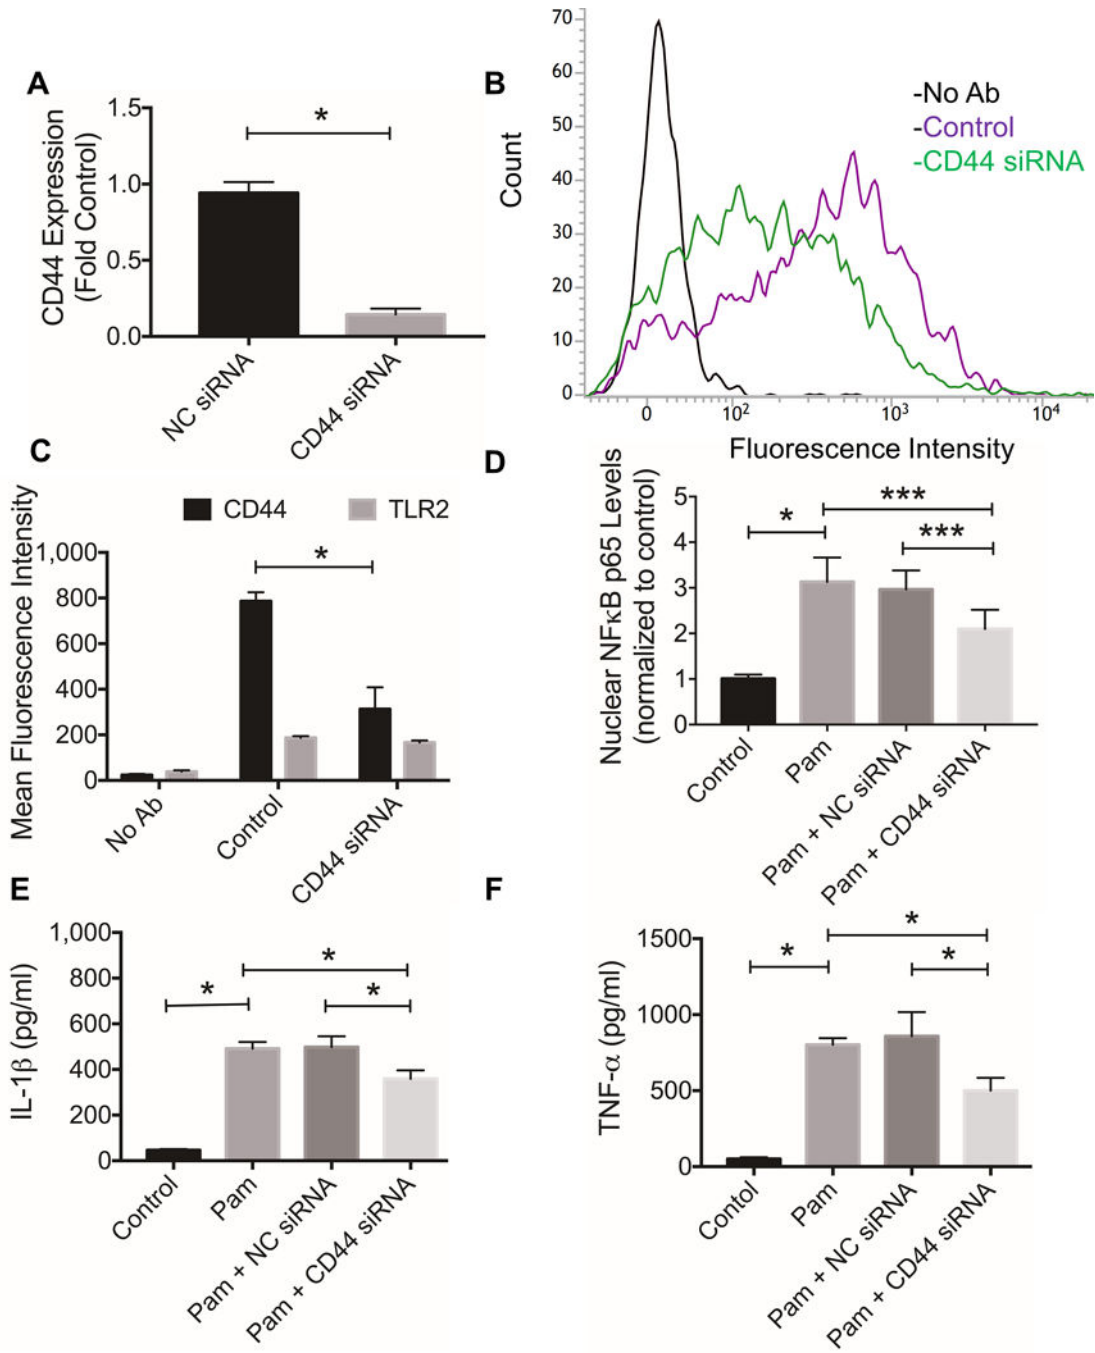 A
CD44 Expression
(Fold Control)
1.5
1.0
0.5
0.0
*
NC siRNA
CD44 siRNA
B
Count
70
60
50
40
30
20
10
0
-No Ab
-Control
-CD44 siRNA
0
10²
10³
10⁴
Fluorescence Intensity
C
Mean Fluorescence Intensity
CD44
TLR2
1,000
800
600
400
200
0
*
No Ab
Control
CD44 siRNA
D
Nuclear NFκB p65 Levels
(normalized to control)
5
4
3
2
1
0
*
***
***
Control
Pam
Pam + NC siRNA
Pam + CD44 siRNA
E
IL-1β (pg/ml)
1,000
800
600
400
200
0
*
*
*
Control
Pam
Pam + NC siRNA
Pam + CD44 siRNA
F
TNF-α (pg/ml)
1500
1000
500
0
*
*
*
Contol
Pam
Pam + NC siRNA
Pam + CD44 siRNA